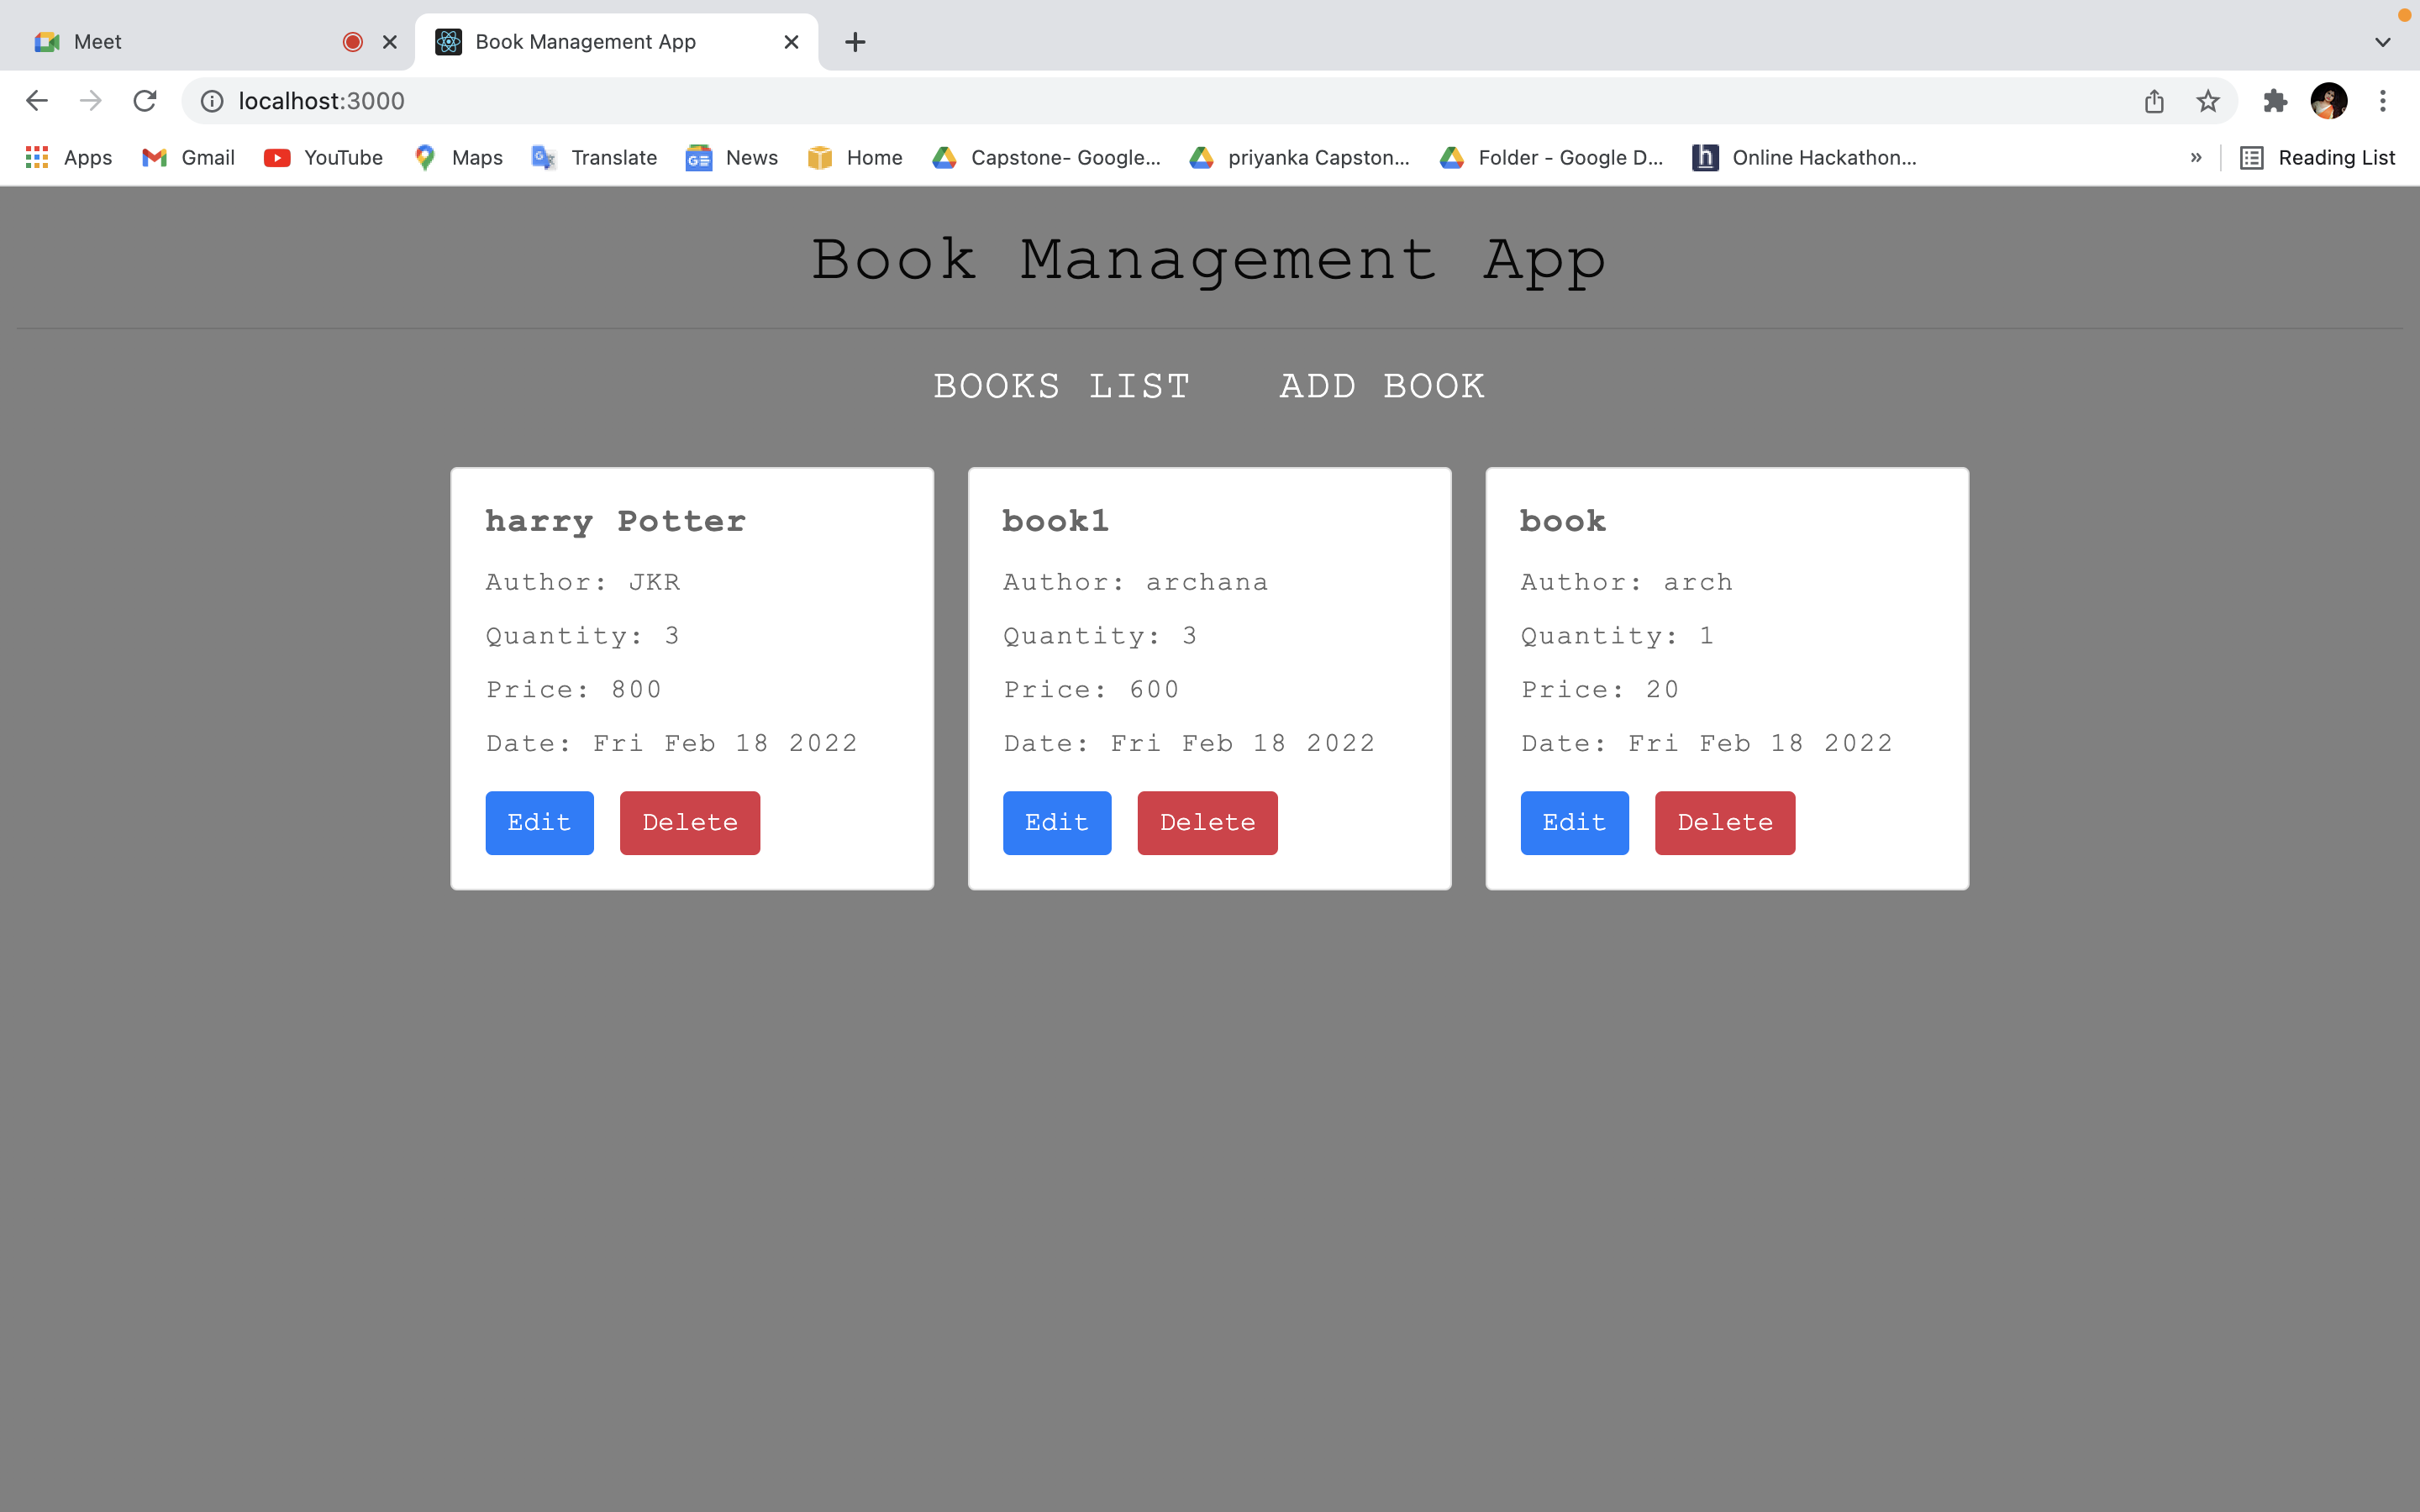 Meet
Book Management App
localhost:3000
Apps Gmail YouTube Maps Translate News Home Capstone- Google... priyanka Capston... Folder - Google D... Online Hackathon... » Reading List
Book Management App
BOOKS LIST ADD BOOK
harry Potter
Author: JKR
Quantity: 3
Price: 800
Date: Fri Feb 18 2022
Edit Delete
book1
Author: archana
Quantity: 3
Price: 600
Date: Fri Feb 18 2022
Edit Delete
book
Author: arch
Quantity: 1
Price: 20
Date: Fri Feb 18 2022
Edit Delete